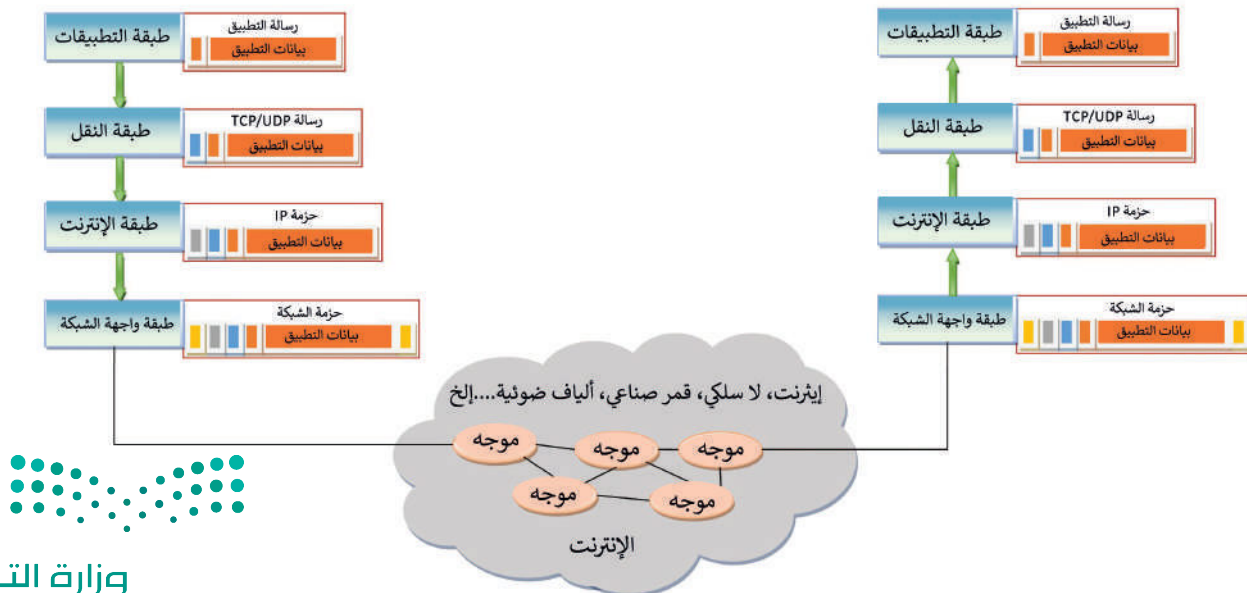 رسالة التطبيق
طبقة التطبيقات
بيانات التطبيق
رسالة TCP/UDP
طبقة النقل
بيانات التطبيق
حزمة IP
طبقة الإنترنت
بيانات التطبيق
حزمة الشبكة
طبقة واجهة الشبكة
بيانات التطبيق
رسالة التطبيق
طبقة التطبيقات
بيانات التطبيق
رسالة TCP/UDP
طبقة النقل
بيانات التطبيق
حزمة IP
طبقة الإنترنت
بيانات التطبيق
حزمة الشبكة
طبقة واجهة الشبكة
بيانات التطبيق
إيثرنت، لا سلكي، قمر صناعي، ألياف ضوئية....إلخ
موجه
موجه
موجه
موجه
موجه
الإنترنت
وزارة